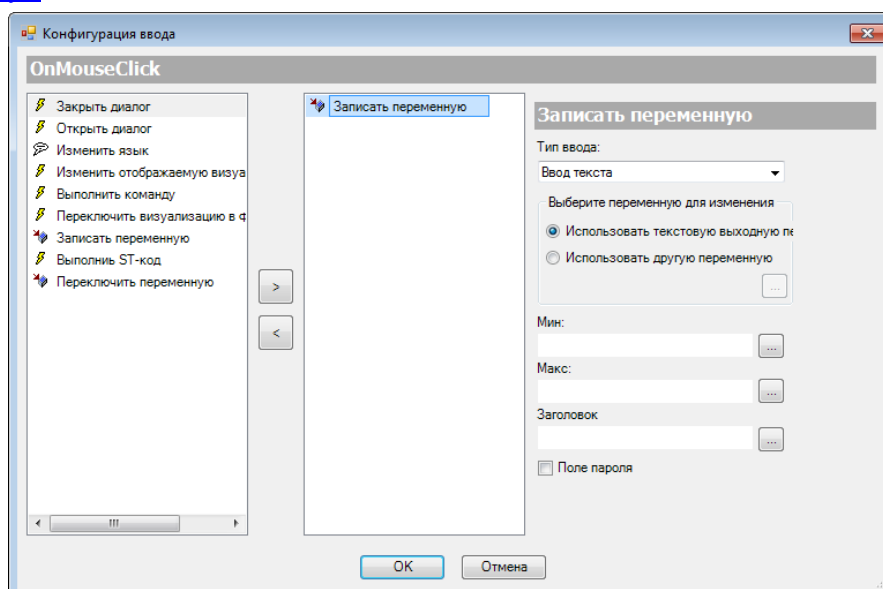 Конфигурация ввода
OnMouseClick
Закрыть диалог
Открыть диалог
Изменить язык
Изменить отображаемую визуа
Выполнить команду
Переключить визуализацию в ф
Записать переменную
Выполниь ST-код
Переключить переменную
>
<
Записать переменную
Записать переменную
Тип ввода:
Ввод текста
Выберите переменную для изменения
Использовать текстовую выходную пе
Использовать другую переменную
...
Мин:
...
Макс:
...
Заголовок
...
Поле пароля
OK
Отмена